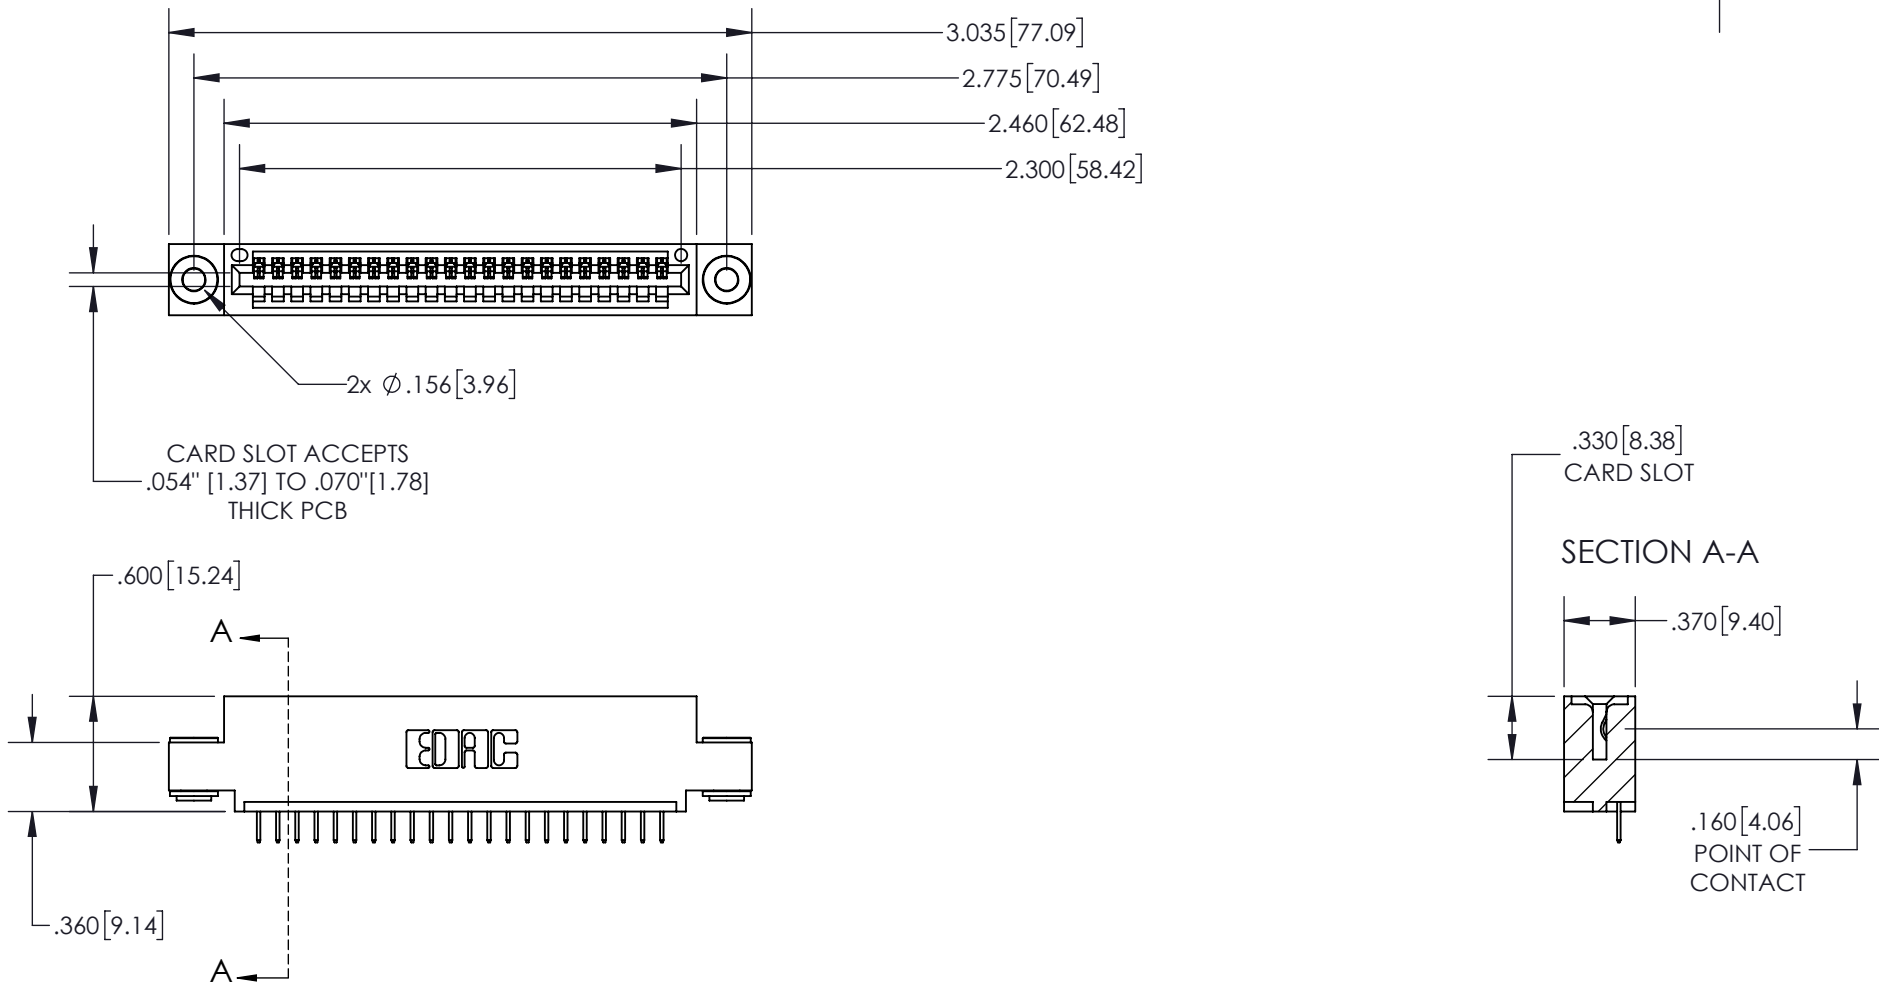 3.035[77.09]
2.775[70.49]
2.460[62.48]
2.300[58.42]
2x ⌀.156[3.96]
CARD SLOT ACCEPTS
.054" [1.37] TO .070"[1.78]
THICK PCB
.330[8.38]
CARD SLOT
SECTION A-A
.600[15.24]
.370[9.40]
A
EDAC
.160[4.06]
POINT OF
CONTACT
.360[9.14]
A